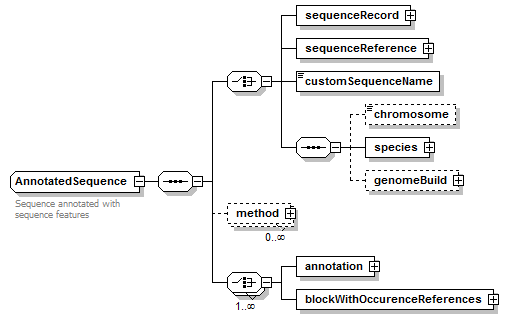 sequenceRecord
sequenceReference
customSequenceName
chromosome
species
genomeBuild
AnnotatedSequence
Sequence annotated with
sequence features
method
0..∞
annotation
blockWithOccurenceReferences
1..∞